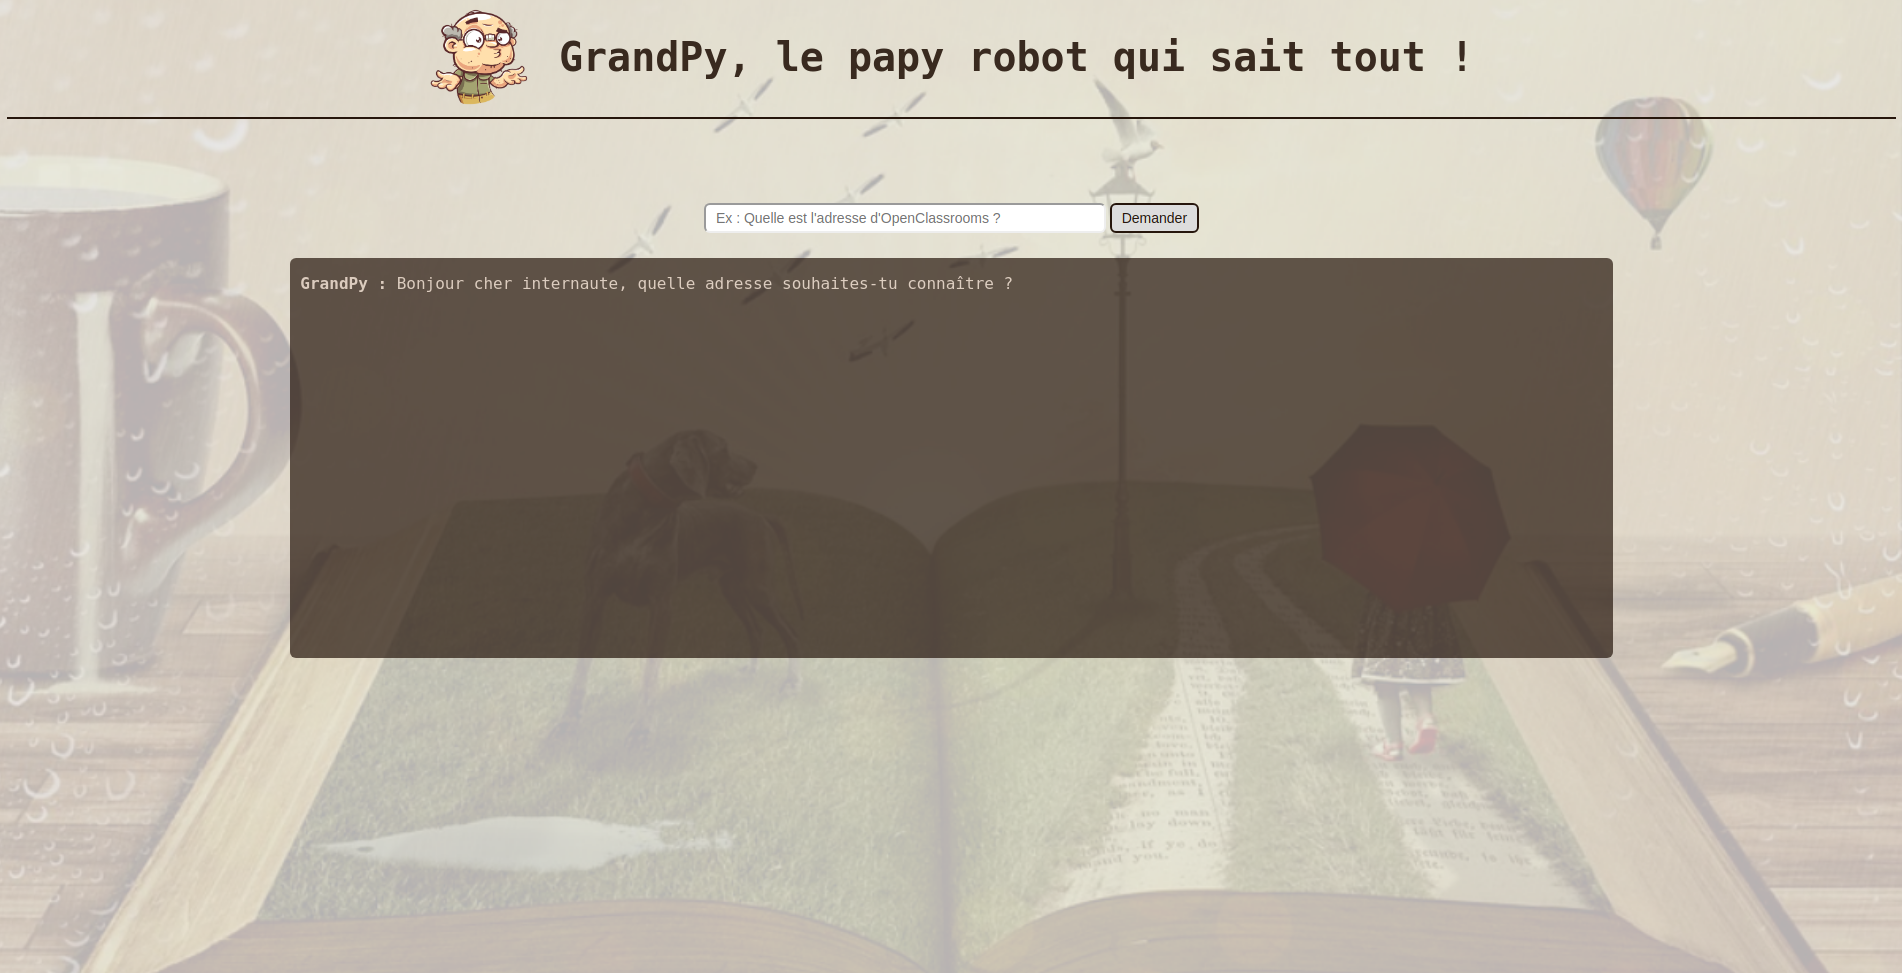 GrandPy, le papy robot qui sait tout !
Ex : Quelle est l'adresse d'OpenClassrooms ?
Demander
GrandPy : Bonjour cher internaute, quelle adresse souhaites-tu connaître ?